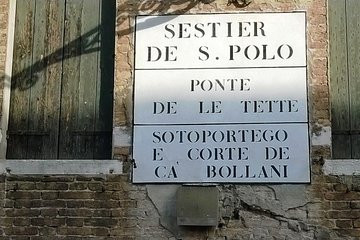 SESTIER
DE S. POLO
PONTE
DE LE TETTE
SOTOPORTEGO
E CORTE DE
CA' BOLLANI